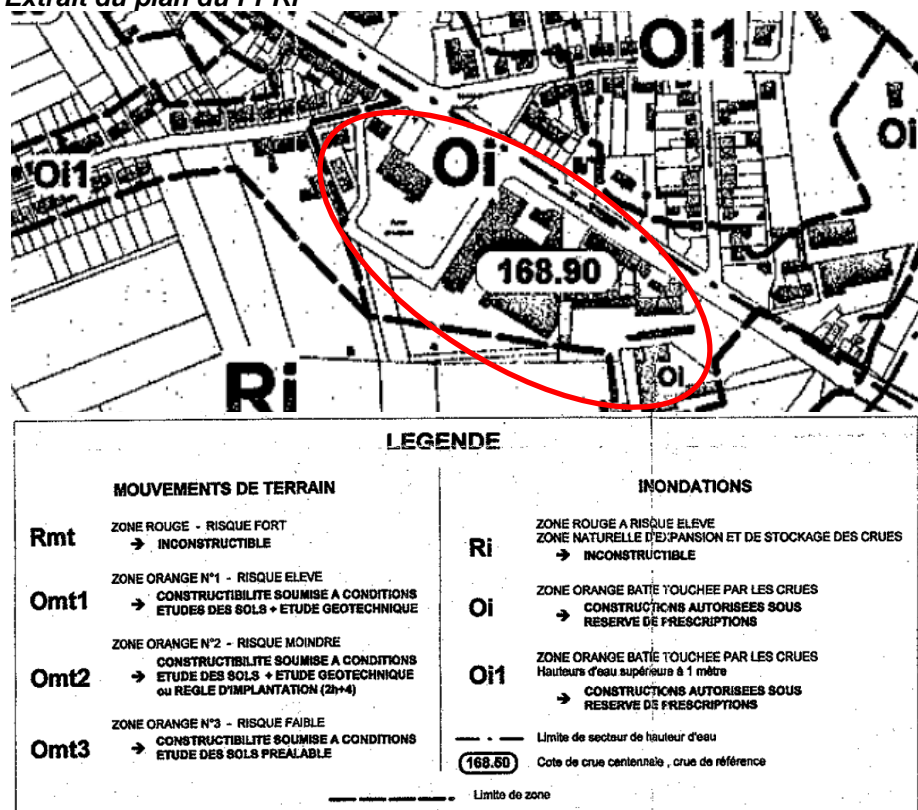 Extrait du plan du PPRI
Oi1
Oi
Oi
Oi1
168.90
Oi
Ri
LEGENDE
MOUVEMENTS DE TERRAIN
Rmt
ZONE ROUGE - RISQUE FORT
→ INCONSTRUCTIBLE
Omt1
ZONE ORANGE N°1 - RISQUE ELEVE
→ CONSTRUCTIBILITE SOUMISE A CONDITIONS
ETUDES DES SOLS + ETUDE GEOTECHNIQUE
Omt2
ZONE ORANGE N°2 - RISQUE MOINDRE
→ CONSTRUCTIBILITE SOUMISE A CONDITIONS
ETUDE DES SOLS + ETUDE GEOTECHNIQUE
ou REGLE D'IMPLANTATION (2h+4)
Omt3
ZONE ORANGE N°3 - RISQUE FAIBLE
→ CONSTRUCTIBILITE SOUMISE A CONDITIONS
ETUDE DES SOLS PREALABLE
INONDATIONS
Ri
ZONE ROUGE A RISQUE ELEVE
ZONE NATURELLE D'EXPANSION ET DE STOCKAGE DES CRUES
→ INCONSTRUCTIBLE
Oi
ZONE ORANGE BATIE TOUCHEE PAR LES CRUES
→ CONSTRUCTIONS AUTORISEES SOUS
RESERVE DE PRESCRIPTIONS
Oi1
ZONE ORANGE BATIE TOUCHEE PAR LES CRUES
Hauteurs d'eau supérieure à 1 mètre
→ CONSTRUCTIONS AUTORISEES SOUS
RESERVE DE PRESCRIPTIONS
Limite de secteur de hauteur d'eau
168.50 Cote de crue centennale , crue de référence
Limite de zone